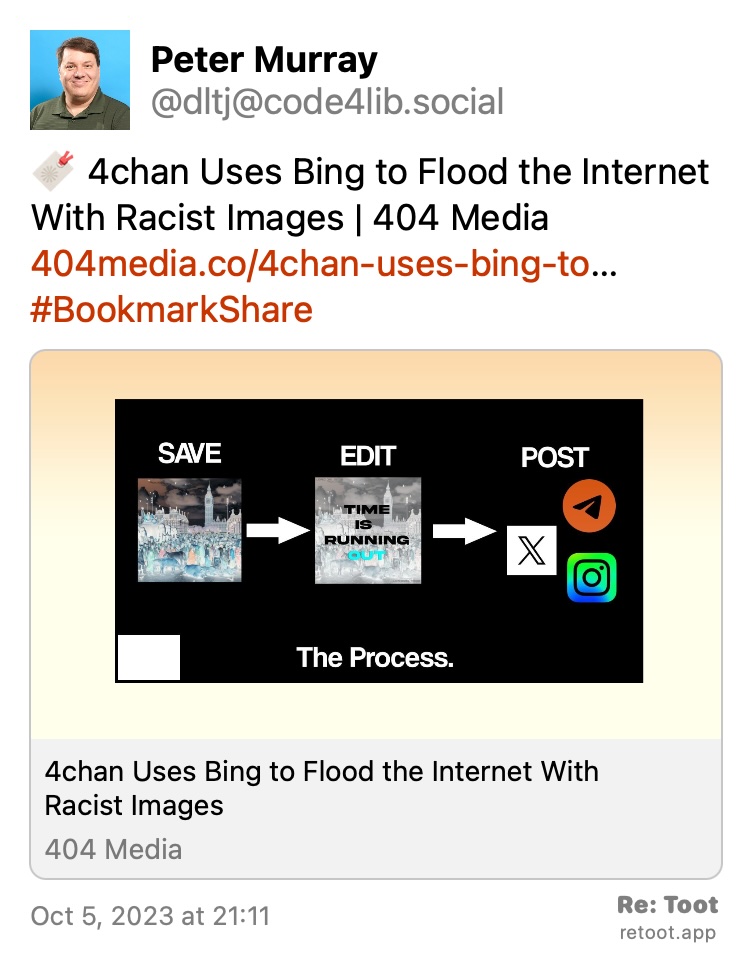 Peter Murray
@dltj@code4lib.social
4chan Uses Bing to Flood the Internet
With Racist Images | 404 Media
404media.co/4chan-uses-bing-to…
#BookmarkShare
SAVE
EDIT
POST
TIME
IS
RUNNING
OUT
The Process.
4chan Uses Bing to Flood the Internet With
Racist Images
404 Media
Oct 5, 2023 at 21:11
Re: Toot
retoot.app